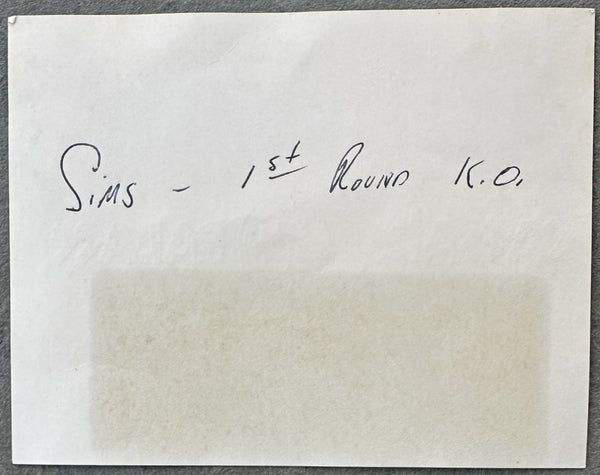 Sims - 1st Round K.O.